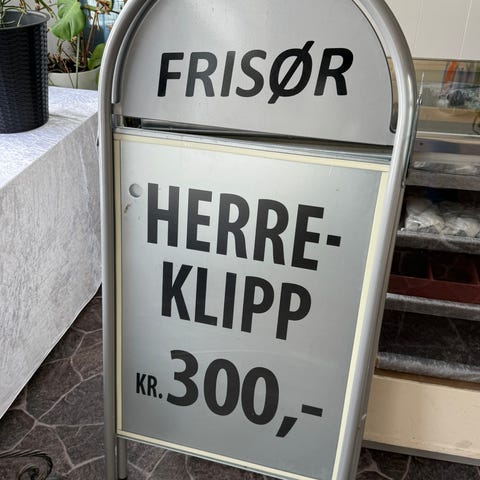 FRISØR
HERRE-
KLIPP
KR. 300,-